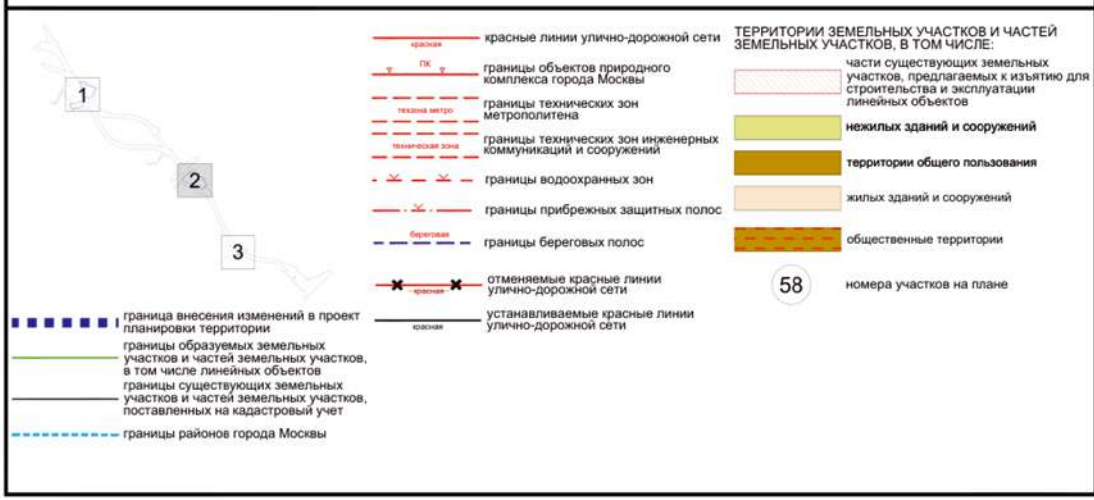 1
2
3
граница внесения изменений в проект
планировки территории
границы образуемых земельных
участков и частей земельных участков,
в том числе линейных объектов
границы существующих земельных
участков и частей земельных участков,
поставленных на кадастровый учет
границы районов города Москвы
красная
красные линии улично-дорожной сети
ПК
границы объектов природного
комплекса города Москвы
техзона метро
границы технических зон
метрополитена
техническая зона
границы технических зон инженерных
коммуникаций и сооружений
границы водоохранных зон
границы прибрежных защитных полос
береговая
границы береговых полос
красная
отменяемые красные линии
улично-дорожной сети
красная
устанавливаемые красные линии
улично-дорожной сети
ТЕРРИТОРИИ ЗЕМЕЛЬНЫХ УЧАСТКОВ И ЧАСТЕЙ
ЗЕМЕЛЬНЫХ УЧАСТКОВ, В ТОМ ЧИСЛЕ:
части существующих земельных
участков, предлагаемых к изъятию для
строительства и эксплуатации
линейных объектов
нежилых зданий и сооружений
территории общего пользования
жилых зданий и сооружений
общественные территории
58
номера участков на плане